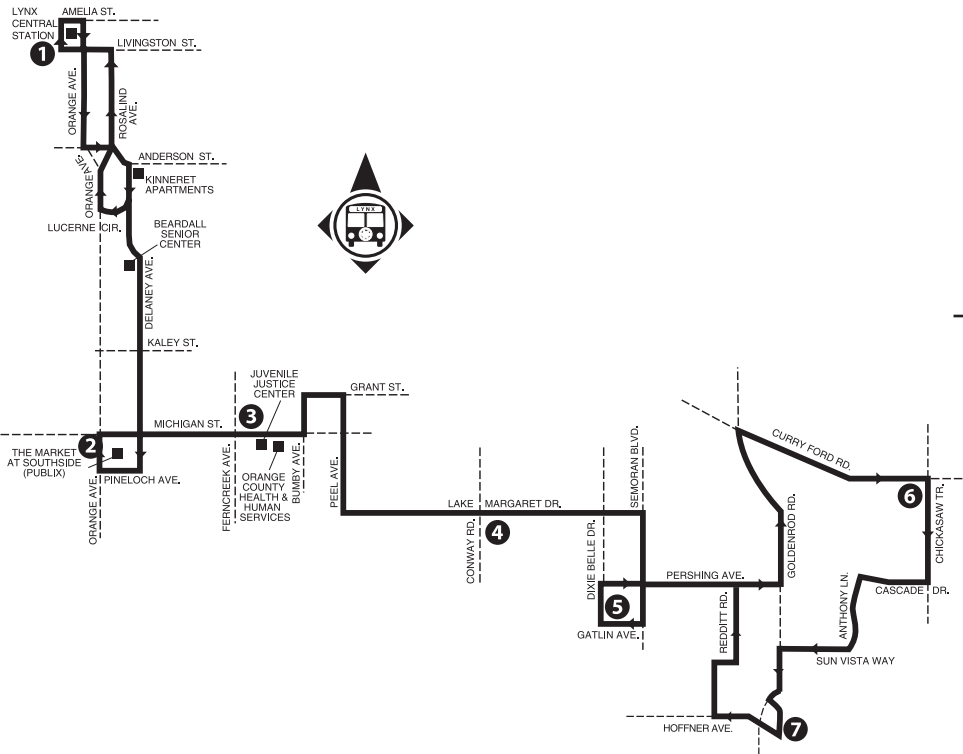 LYNX
CENTRAL
STATION
AMELIA ST.
1
LIVINGSTON ST.
ORANGE AVE.
ROSALIND
AVE.
ORANGE AVE.
ANDERSON ST.
KINNERET
APARTMENTS
LUCERNE CIR.
BEARDALL
SENIOR
CENTER
LYNX
DELANEY AVE.
KALEY ST.
MICHIGAN ST.
2
THE MARKET
AT SOUTHSIDE
(PUBLIX)
PINELOCH AVE.
ORANGE AVE.
FERNCREEK AVE.
3
JUVENILE
JUSTICE
CENTER
ORANGE
COUNTY
HEALTH &
HUMAN
SERVICES
BUMBY AVE.
GRANT ST.
PEEL AVE.
LAKE MARGARET DR.
CONWAY RD.
4
SEMORAN BLVD.
DIXIE BELLE DR.
5
GATLIN AVE.
PERSHING AVE.
REDDITT RD.
GOLDENROD RD.
CURRY FORD RD.
6
CHICKASAW TR.
CASCADE DR.
ANTHONY LN.
SUN VISTA WAY
HOFFNER AVE.
7